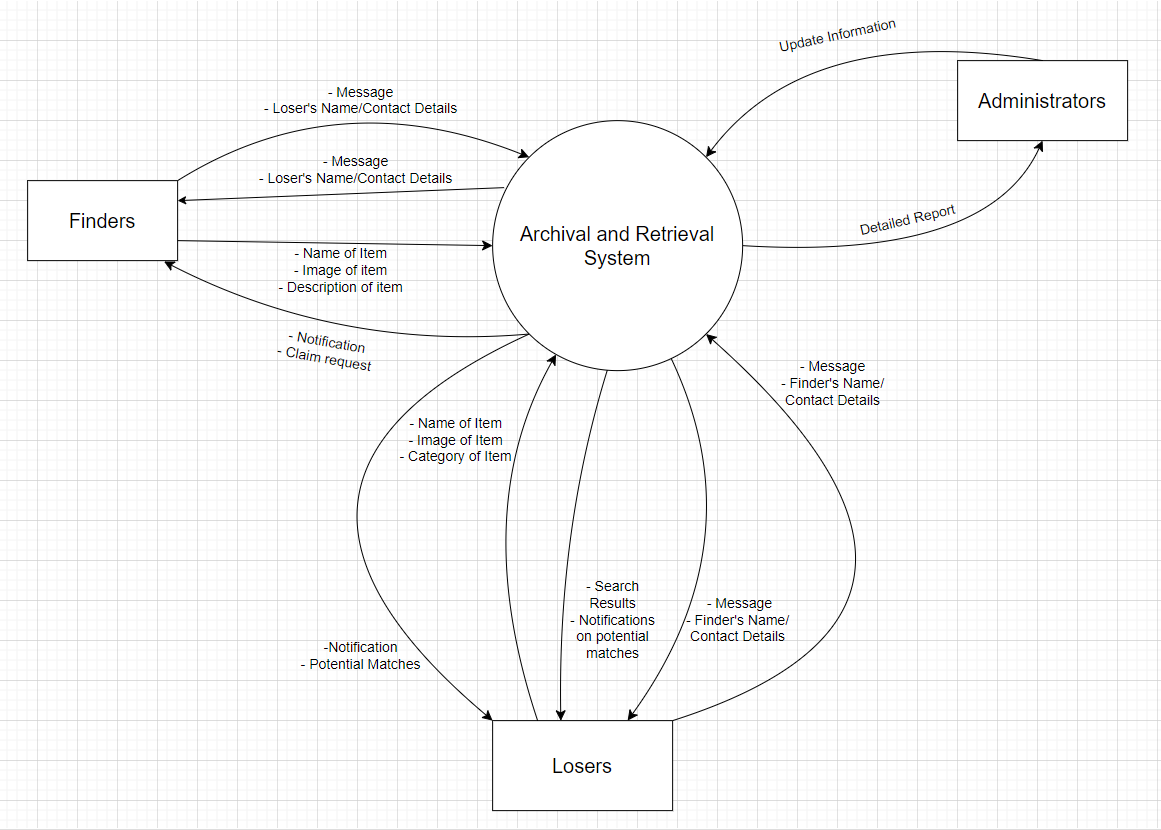 Update Information
Administrators
- Message
- Loser's Name/Contact Details
- Message
- Loser's Name/Contact Details
Finders
Archival and Retrieval
System
Detailed Report
- Name of Item
- Image of item
- Description of item
- Notification
- Claim request
- Message
- Finder's Name/
Contact Details
- Name of Item
- Image of Item
- Category of Item
- Search
Results
- Notifications
on potential
matches
- Message
- Finder's Name/
Contact Details
-Notification
- Potential Matches
Losers